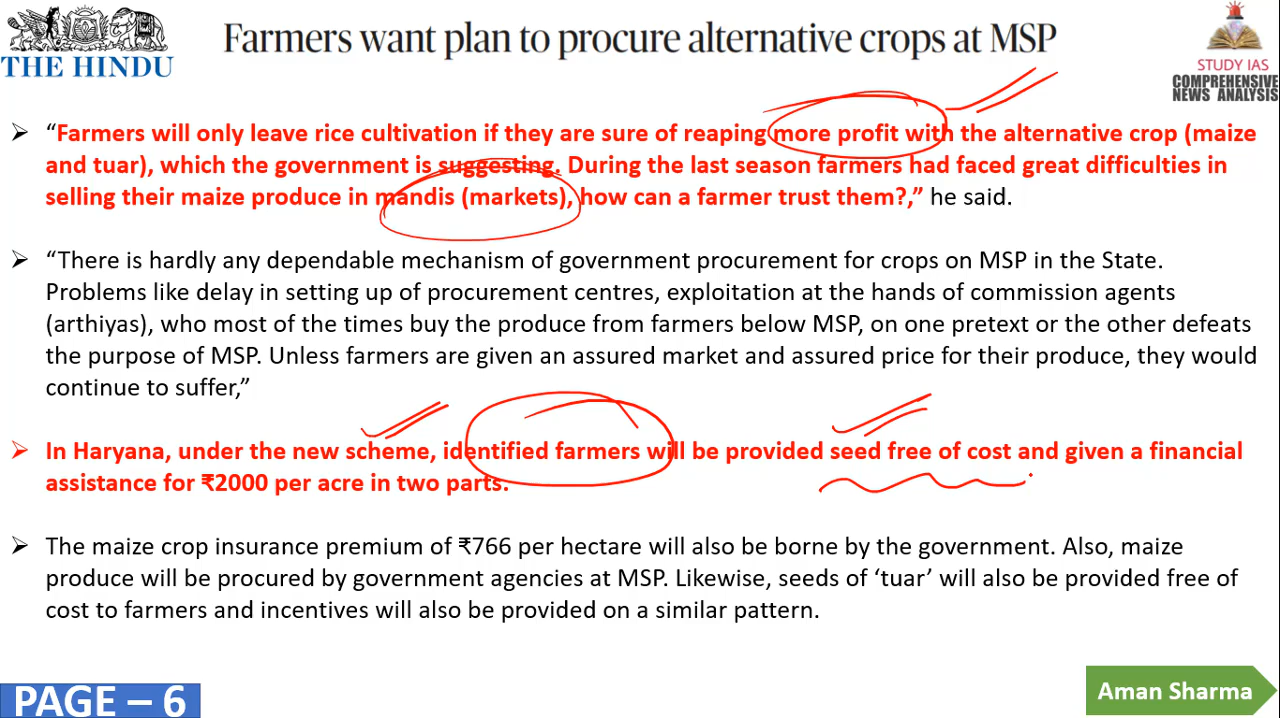 THE HINDU
Farmers want plan to procure alternative crops at MSP
STUDY IAS
COMPREHENSIVE
NEWS ANALYSIS
➢ “Farmers will only leave rice cultivation if they are sure of reaping more profit with the alternative crop (maize
and tuar), which the government is suggesting. During the last season farmers had faced great difficulties in
selling their maize produce in mandis (markets), how can a farmer trust them?,” he said.
➢ “There is hardly any dependable mechanism of government procurement for crops on MSP in the State.
Problems like delay in setting up of procurement centres, exploitation at the hands of commission agents
(arthiyas), who most of the times buy the produce from farmers below MSP, on one pretext or the other defeats
the purpose of MSP. Unless farmers are given an assured market and assured price for their produce, they would
continue to suffer,”
➢ In Haryana, under the new scheme, identified farmers will be provided seed free of cost and given a financial
assistance for ₹2000 per acre in two parts.
➢ The maize crop insurance premium of ₹766 per hectare will also be borne by the government. Also, maize
produce will be procured by government agencies at MSP. Likewise, seeds of ‘tuar’ will also be provided free of
cost to farmers and incentives will also be provided on a similar pattern.
PAGE – 6
Aman Sharma